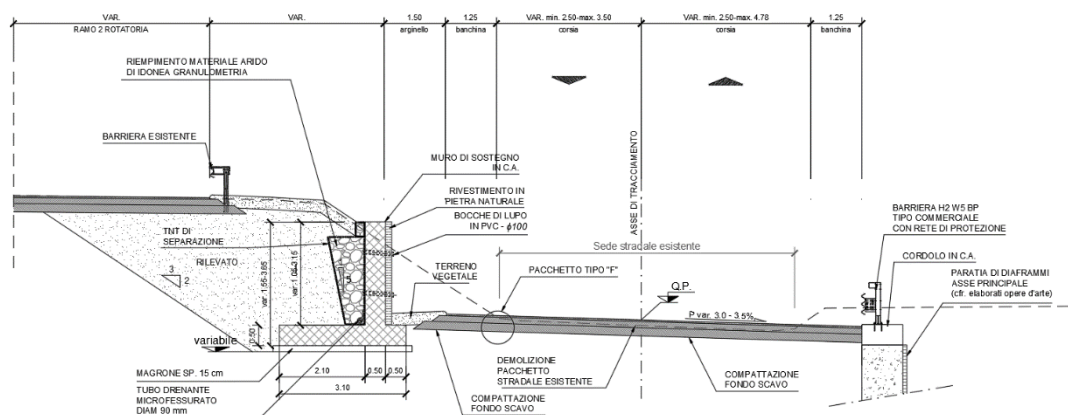 VAR.
VAR.
1.50
1.25
VAR. min. 2.50-max. 3.50
VAR. min. 2.50-max. 4.78
1.25
RAMO 2 ROTATORIA
arginello
banchina
corsia
corsia
banchina
RIEMPIMENTO MATERIALE ARIDO
DI IDONEA GRANULOMETRIA
BARRIERA ESISTENTE
MURO DI SOSTEGNO
IN C.A.
RIVESTIMENTO IN
PIETRA NATURALE
BOCCHE DI LUPO
IN PVC - ϕ100
ASSE DI TRACCIAMENTO
BARRIERA H2 W5 BP
TIPO COMMERCIALE
CON RETE DI PROTEZIONE
TNT DI
SEPARAZIONE
Sede stradale esistente
CORDOLO IN C.A.
RILEVATO
3
2
TERRENO
VEGETALE
PACCHETTO TIPO "F"
PARATIA DI DIAFRAMMI
ASSE PRINCIPALE
(cfr. elaborati opere d'arte)
Q.P.
P var. 3.0 - 3.5%
0.50
variabile
MAGRONE SP. 15 cm
2.10
0.50
0.50
3.10
DEMOLIZIONE
PACCHETTO
STRADALE ESISTENTE
COMPATTAZIONE
FONDO SCAVO
TUBO DRENANTE
MICROFESSURATO
DIAM 90 mm
COMPATTAZIONE
FONDO SCAVO